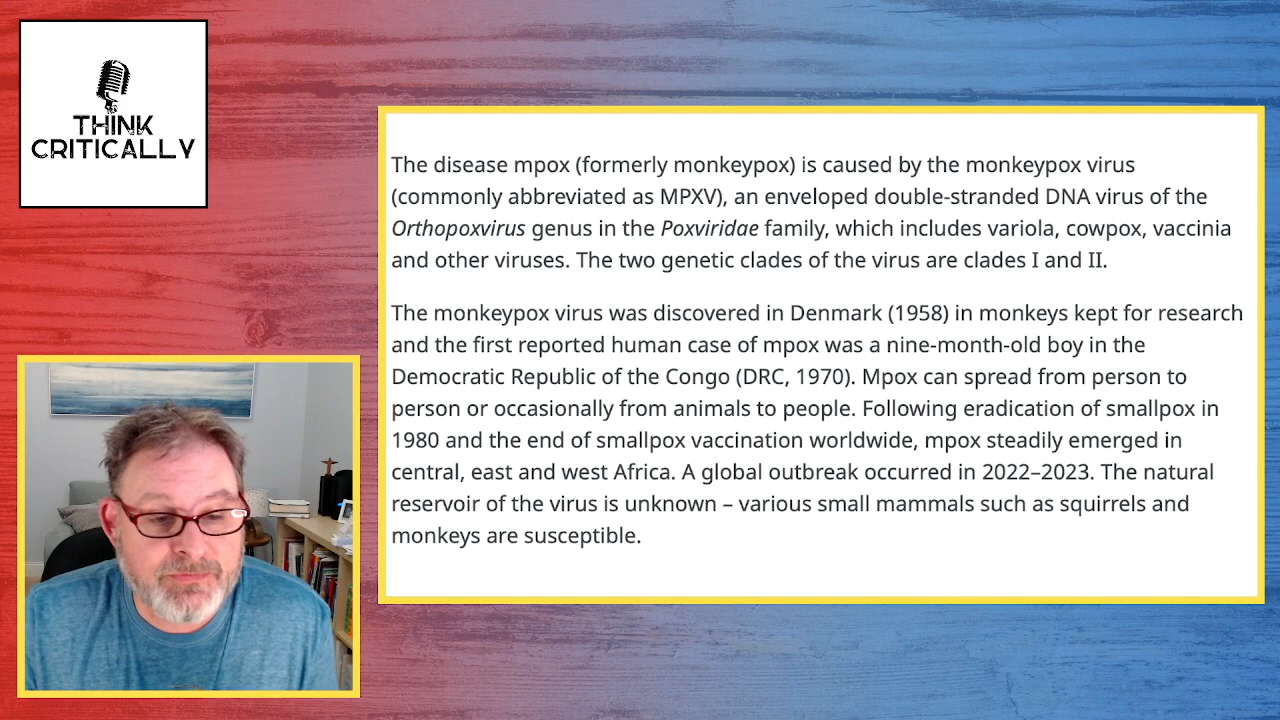 THINK
CRITICALLY
The disease mpox (formerly monkeypox) is caused by the monkeypox virus
(commonly abbreviated as MPXV), an enveloped double-stranded DNA virus of the
Orthopoxvirus genus in the Poxviridae family, which includes variola, cowpox, vaccinia
and other viruses. The two genetic clades of the virus are clades I and II.
The monkeypox virus was discovered in Denmark (1958) in monkeys kept for research
and the first reported human case of mpox was a nine-month-old boy in the
Democratic Republic of the Congo (DRC, 1970). Mpox can spread from person to
person or occasionally from animals to people. Following eradication of smallpox in
1980 and the end of smallpox vaccination worldwide, mpox steadily emerged in
central, east and west Africa. A global outbreak occurred in 2022–2023. The natural
reservoir of the virus is unknown – various small mammals such as squirrels and
monkeys are susceptible.